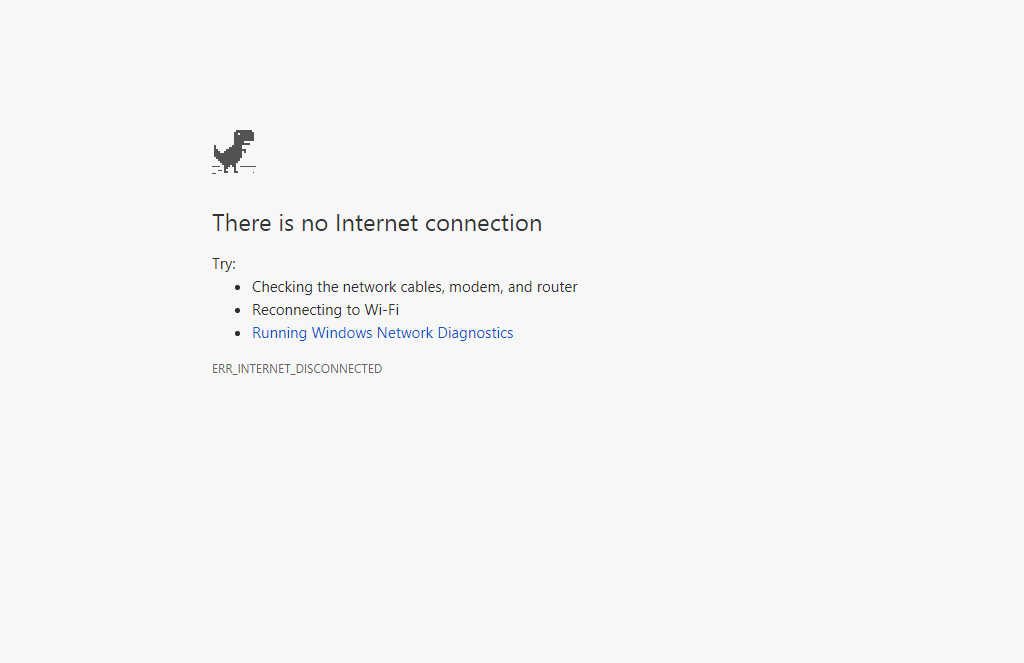 There is no Internet connection
Try:
Checking the network cables, modem, and router
Reconnecting to Wi-Fi
Running Windows Network Diagnostics
ERR_INTERNET_DISCONNECTED